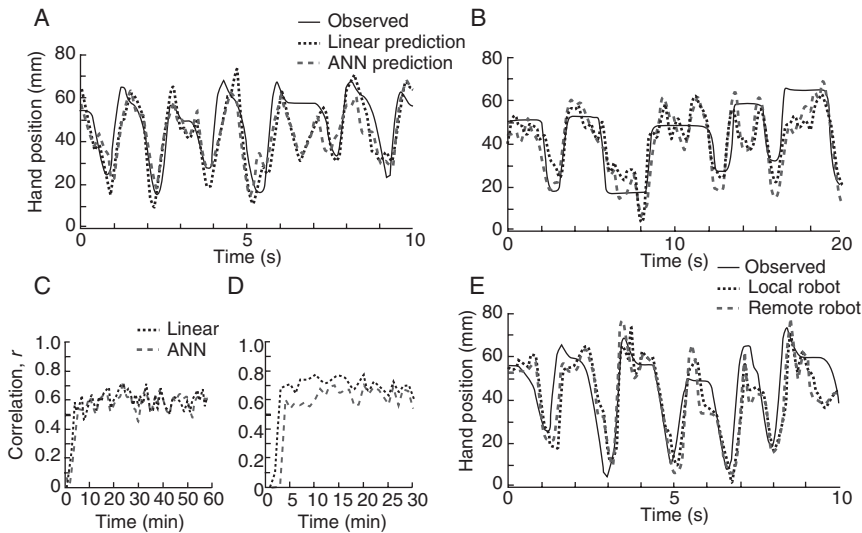 A
Observed
Linear prediction
ANN prediction
Hand position (mm)
80
60
40
20
0
0
5
10
Time (s)
B
80
60
40
20
0
0
10
20
Time (s)
C
Linear
ANN
Correlation, r
1.0
0.8
0.6
0.4
0.2
0
0 10 20 30 40 50 60
Time (min)
D
1.0
0.8
0.6
0.4
0.2
0
0 5 10 15 20 25 30
Time (min)
E
Observed
Local robot
Remote robot
Hand position (mm)
80
60
40
20
0
0
5
10
Time (s)